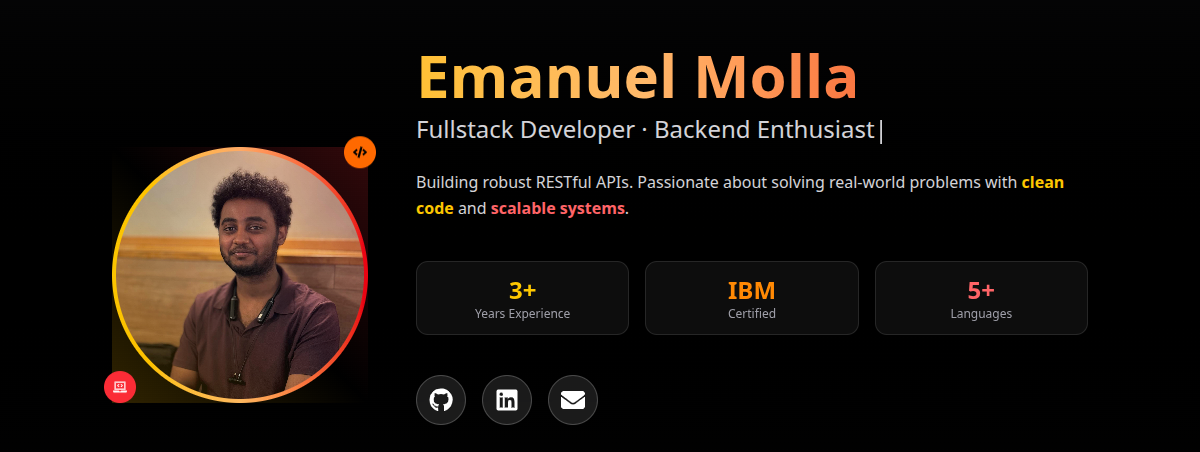 Emanuel Molla
Fullstack Developer · Backend Enthusiast|
Building robust RESTful APIs. Passionate about solving real-world problems with clean
code and scalable systems.
3+
Years Experience
IBM
Certified
5+
Languages